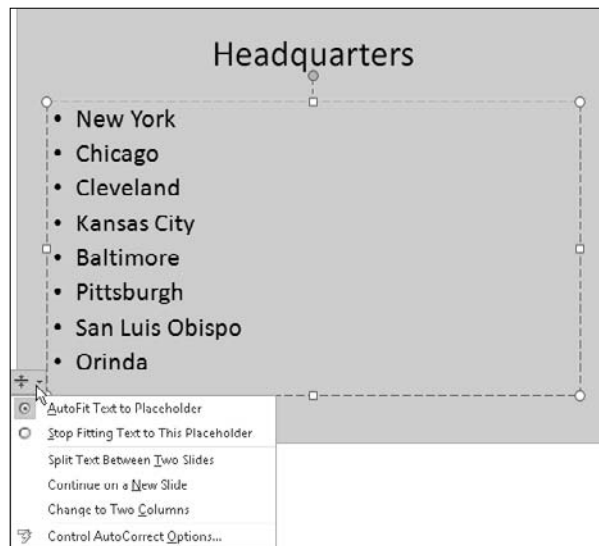 Headquarters
• New York
• Chicago
• Cleveland
• Kansas City
• Baltimore
• Pittsburgh
• San Luis Obispo
• Orinda
AutoFit Text to Placeholder
Stop Fitting Text to This Placeholder
Split Text Between Two Slides
Continue on a New Slide
Change to Two Columns
Control AutoCorrect Options...